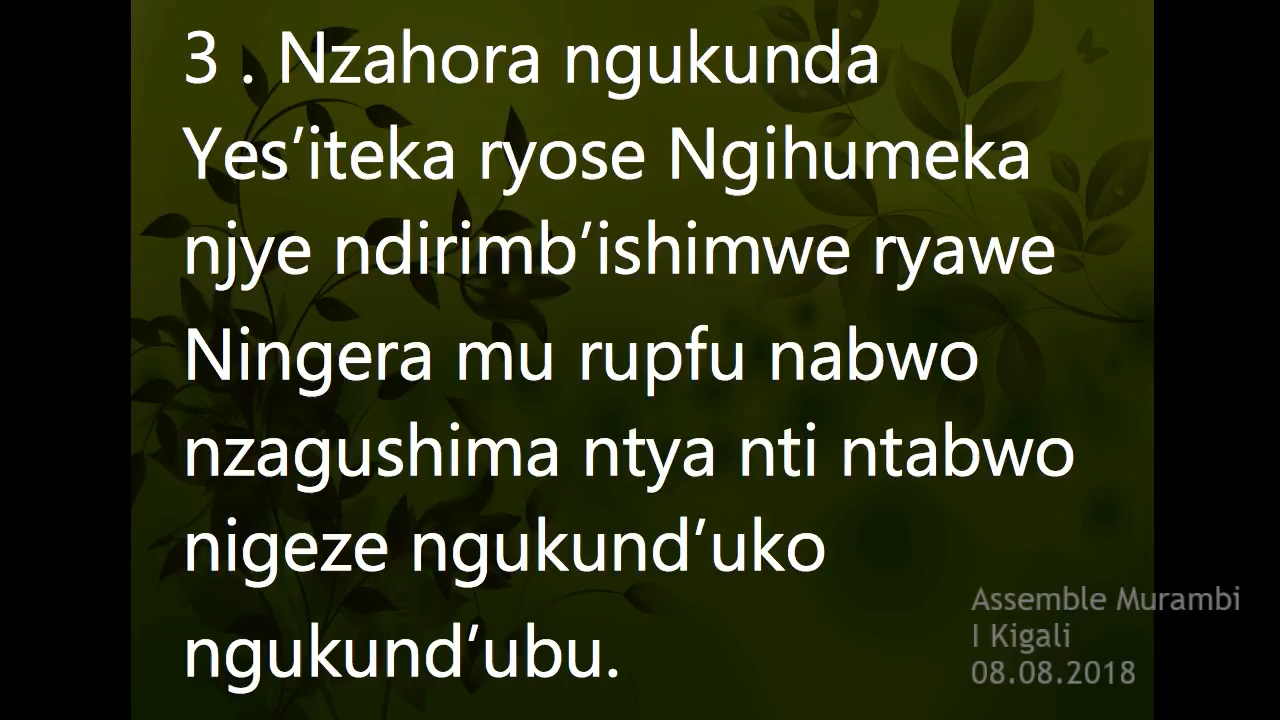 3 . Nzahora ngukunda
Yes’iteka ryose Ngihumeka
njye ndirimb’ishimwe ryawe
Ningera mu rupfu nabwo
nzagushima ntya nti ntabwo
nigeze ngukund’uko
ngukund’ubu.
Assemble Murambi
I Kigali
08.08.2018